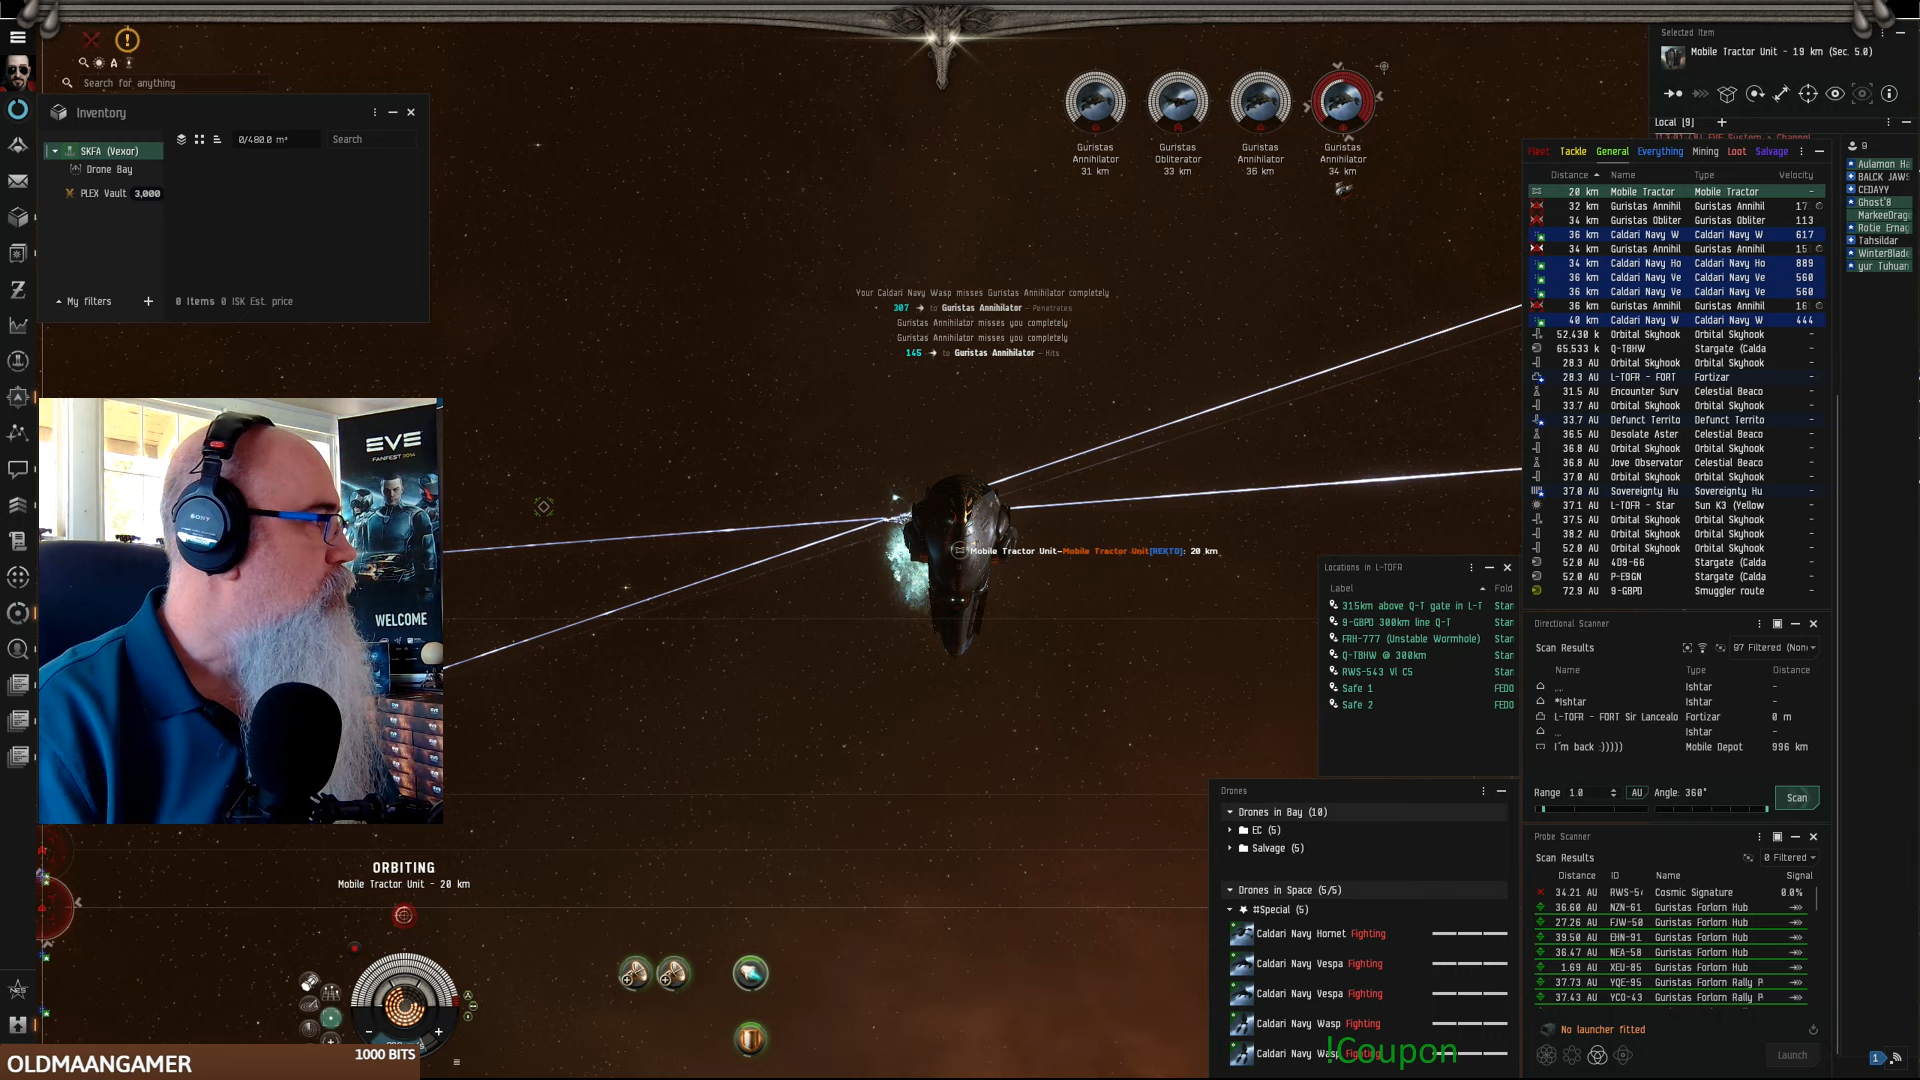 Search for anything
Inventory
0/480.0 m³
Search
SKFA (Vexor)
Drone Bay
PLEX Vault 3,000
My filters
0 Items 0 ISK Est. price
Guristas Annihilator 31 km
Guristas Obliterator 33 km
Guristas Annihilator 36 km
Guristas Annihilator 34 km
Your Caldari Navy Wasp misses Guristas Annihilator completely
307 to Guristas Annihilator - Penetrates
Guristas Annihilator misses you completely
Guristas Annihilator misses you completely
145 to Guristas Annihilator - Hits
Mobile Tractor Unit-Mobile Tractor Unit[REKTD]: 20 km
EVE
FANFEST 2014
WELCOME
SONY
ORBITING
Mobile Tractor Unit - 20 km
OLDMAANGAMER
1000 BITS
Selected Item
Mobile Tractor Unit - 19 km (Sec. 5.0)
Local [9]
9
Aulamon Ha
BALCK JAWS
CEDAYY
Ghost'8
MarkeeDrag
Rotie Ernag
Tahsildar
WinterBlade
yur Tuhuan
Fleet Tackle General Everything Mining Loot Salvage
Distance Name Type Velocity
20 km Mobile Tractor Mobile Tractor -
32 km Guristas Annihil Guristas Annihil 17
34 km Guristas Obliter Guristas Obliter 113
36 km Caldari Navy W Caldari Navy W 617
34 km Guristas Annihil Guristas Annihil 15
34 km Caldari Navy Ho Caldari Navy Ho 889
36 km Caldari Navy Ve Caldari Navy Ve 560
36 km Caldari Navy Ve Caldari Navy Ve 560
36 km Guristas Annihil Guristas Annihil 16
40 km Caldari Navy W Caldari Navy W 444
52,430 k Orbital Skyhook Orbital Skyhook -
65,533 k Q-TBHW Stargate (Calda -
28.3 AU Orbital Skyhook Orbital Skyhook -
28.3 AU L-TOFR - FORT Fortizar -
31.5 AU Encounter Surv Celestial Beaco -
33.7 AU Orbital Skyhook Orbital Skyhook -
33.7 AU Defunct Territo Defunct Territo -
36.5 AU Desolate Aster Celestial Beaco -
36.8 AU Orbital Skyhook Orbital Skyhook -
36.8 AU Jove Observator Celestial Beaco -
37.0 AU Orbital Skyhook Orbital Skyhook -
37.0 AU Sovereignty Hu Sovereignty Hu -
37.1 AU L-TOFR - Star Sun K3 (Yellow -
37.5 AU Orbital Skyhook Orbital Skyhook -
38.2 AU Orbital Skyhook Orbital Skyhook -
52.0 AU Orbital Skyhook Orbital Skyhook -
52.0 AU 4D9-66 Stargate (Calda -
52.0 AU P-E9GN Stargate (Calda -
72.9 AU 9-GBPD Smuggler route -
Locations in L-TOFR
Label Fold
315km above Q-T gate in L-T Stan
9-GBPD 300km line Q-T Stan
FRH-777 (Unstable Wormhole) Stan
Q-TBHW @ 300km Stan
RWS-543 Vl C5 Stan
Safe 1 FEDO
Safe 2 FEDO
Directional Scanner
Scan Results
97 Filtered (Non
Name Type Distance
Ishtar -
*Ishtar Ishtar -
L-TOFR - FORT Sir Lancealo Fortizar 0 m
Ishtar -
I´m back :))))) Mobile Depot 996 km
Range 1.0 AU Angle: 360° Scan
Probe Scanner
Scan Results 0 Filtered
Distance ID Name Signal
34.21 AU RWS-5 Cosmic Signature 0.0%
36.60 AU NZN-61 Guristas Forlorn Hub
27.26 AU FJW-50 Guristas Forlorn Hub
39.50 AU EHN-91 Guristas Forlorn Hub
36.47 AU NEA-58 Guristas Forlorn Hub
1.69 AU XEU-85 Guristas Forlorn Hub
37.73 AU YQE-95 Guristas Forlorn Rally P
37.43 AU YCO-43 Guristas Forlorn Rally P
No launcher fitted
Launch
1
Drones
Drones in Bay (10)
EC (5)
Salvage (5)
Drones in Space (5/5)
#Special (5)
Caldari Navy Hornet Fighting
Caldari Navy Vespa Fighting
Caldari Navy Vespa Fighting
Caldari Navy Wasp Fighting
Caldari Navy Wasp Fighting
!Coupon